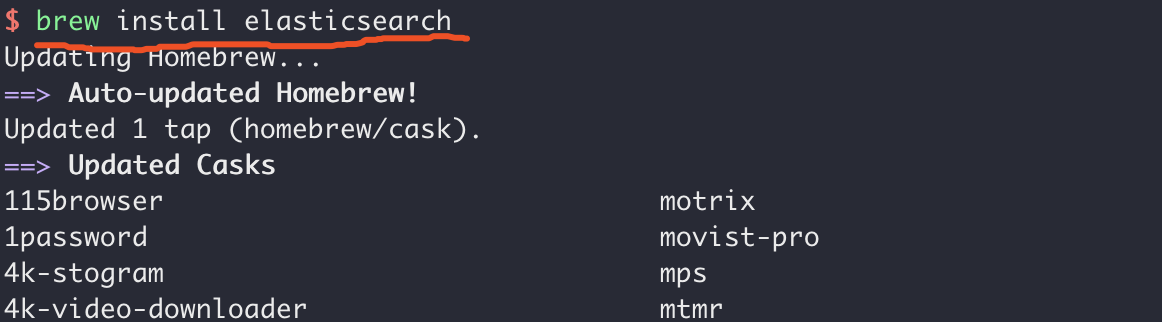 $ brew install elasticsearch
Updating Homebrew...
==> Auto-updated Homebrew!
Updated 1 tap (homebrew/cask).
==> Updated Casks
115browser motrix
1password movist-pro
4k-stogram mps
4k-video-downloader mtmr